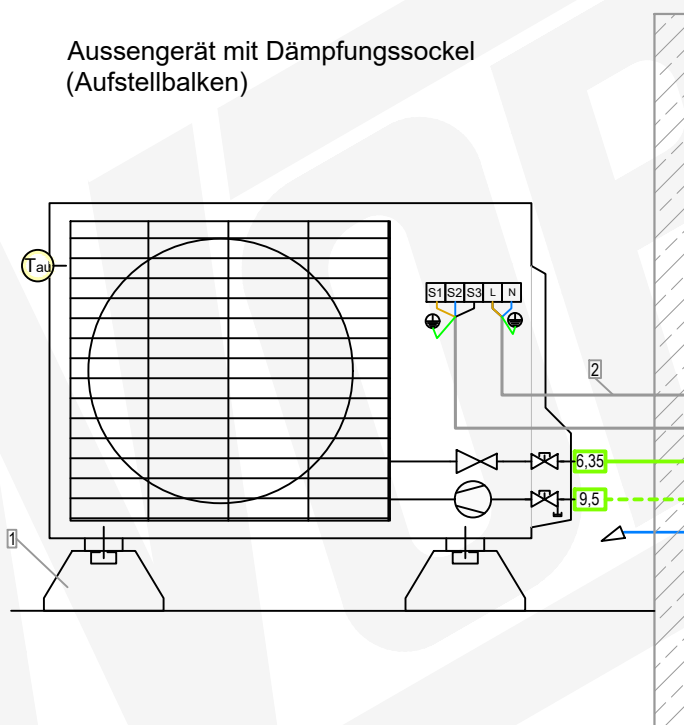 Aussengerät mit Dämpfungssockel
(Aufstellbalken)
Tau
S1 S2 S3 L N
2
6,35
9,5
1